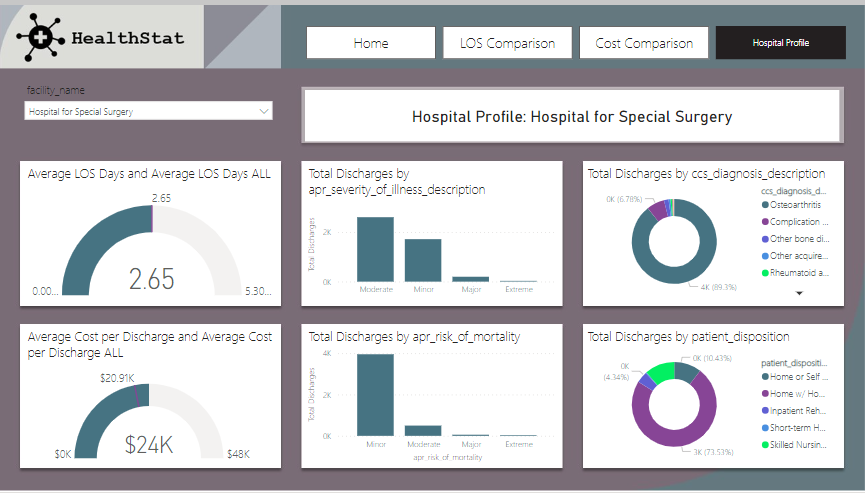 HealthStat
Home
LOS Comparison
Cost Comparison
Hospital Profile
facility_name
Hospital for Special Surgery
Hospital Profile: Hospital for Special Surgery
Average LOS Days and Average LOS Days ALL
2.65
2.65
0.00...
5.30...
Total Discharges by
apr_severity_of_illness_description
Total Discharges
2K
0K
Moderate
Minor
Major
Extreme
Total Discharges by ccs_diagnosis_description
0K (6.78%)
4K (89.3%)
ccs_diagnosis_d...
Osteoarthritis
Complication ...
Other bone di...
Other acquire...
Rheumatoid a...
Average Cost per Discharge and Average Cost
per Discharge ALL
$20.91K
$24K
$0K
$48K
Total Discharges by apr_risk_of_mortality
Total Discharges
4K
2K
0K
Minor
Moderate
Major
Extreme
apr_risk_of_mortality
Total Discharges by patient_disposition
0K (10.43%)
0K
(4.34%)
3K (73.53%)
patient_dispositi...
Home or Self ...
Home w/ Ho...
Inpatient Reh...
Short-term H...
Skilled Nursin...